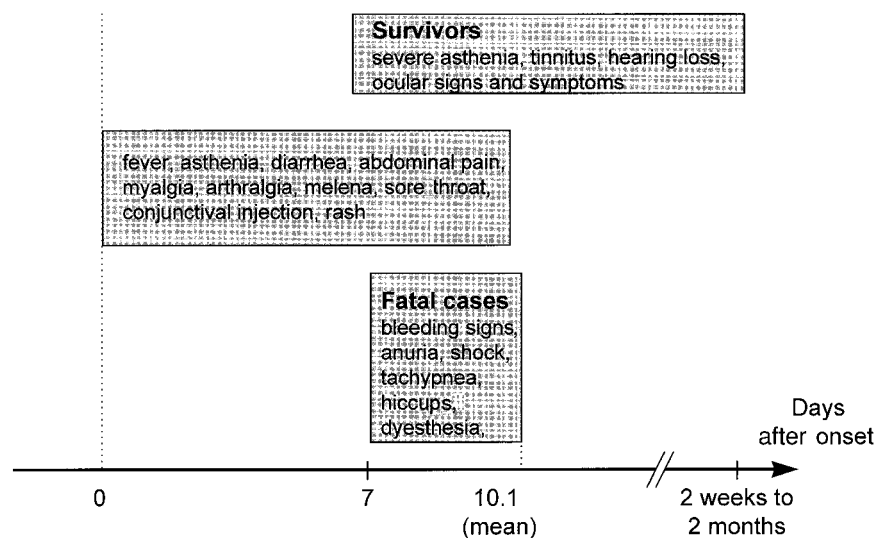 Survivors
severe asthenia, tinnitus, hearing loss,
ocular signs and symptoms
fever, asthenia, diarrhea, abdominal pain,
myalgia, arthralgia, melena, sore throat,
conjunctival injection, rash
Fatal cases
bleeding signs,
anuria, shock,
tachypnea,
hiccups,
dyesthesia,
Days
after onset
0
7
10.1
(mean)
2 weeks to
2 months